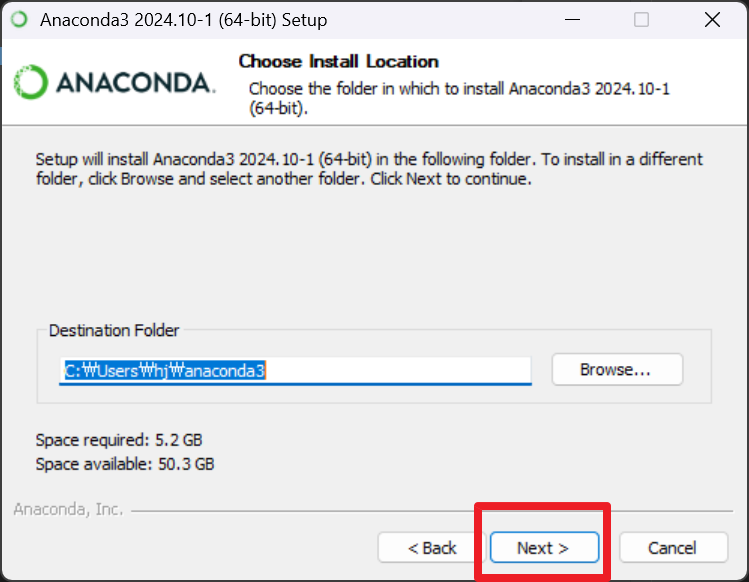 Anaconda3 2024.10-1 (64-bit) Setup
ANACONDA.
Choose Install Location
Choose the folder in which to install Anaconda3 2024.10-1
(64-bit).
Setup will install Anaconda3 2024.10-1 (64-bit) in the following folder. To install in a different
folder, click Browse and select another folder. Click Next to continue.
Destination Folder
C:₩Users₩hj₩anaconda3
Browse...
Space required: 5.2 GB
Space available: 50.3 GB
Anaconda, Inc.
< Back
Next >
Cancel